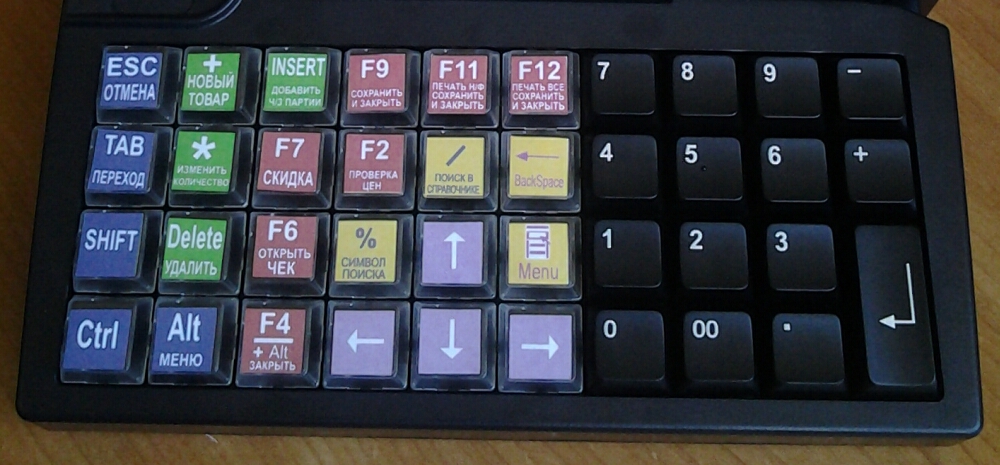 ESC
ОТМЕНА
+
НОВЫЙ
ТОВАР
INSERT
ДОБАВИТЬ
Ч/З ПАРТИИ
F9
СОХРАНИТЬ
И ЗАКРЫТЬ
F11
ПЕЧАТЬ Н/Ф
СОХРАНИТЬ
И ЗАКРЫТЬ
F12
ПЕЧАТЬ ВСЕ
СОХРАНИТЬ
И ЗАКРЫТЬ
7
8
9
−
TAB
ПЕРЕХОД
*
ИЗМЕНИТЬ
КОЛИЧЕСТВО
F7
СКИДКА
F2
ПРОВЕРКА
ЦЕН
/
ПОИСК В
СПРАВОЧНИКЕ
←
BackSpace
4
5
6
+
SHIFT
Delete
УДАЛИТЬ
F6
ОТКРЫТЬ
ЧЕК
%
СИМВОЛ
ПОИСКА
↑
Menu
1
2
3
Ctrl
Alt
МЕНЮ
F4
+ Alt
ЗАКРЫТЬ
←
↓
→
0
00
.
↵